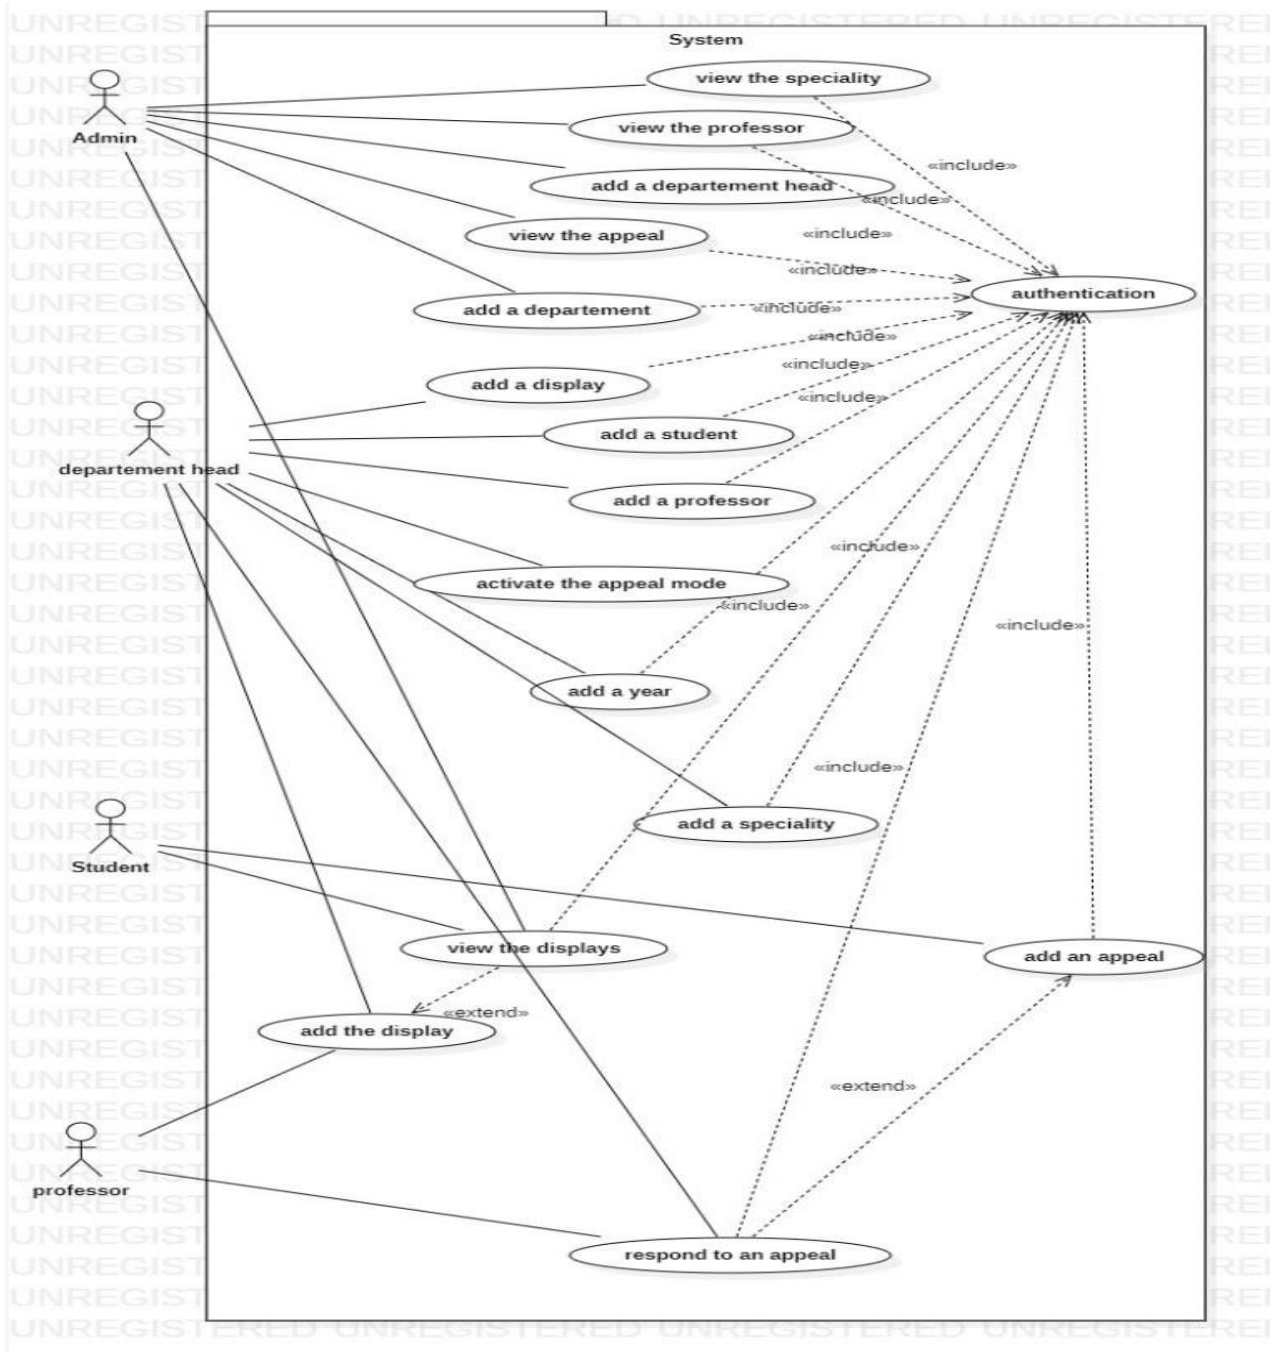 System
view the speciality
Admin
view the professor
«include»
add a departement head
«include»
view the appeal
«include»
«include»
authentication
add a departement
«include»
«include»
«include»
add a display
«include»
departement head
add a student
add a professor
«include»
activate the appeal mode
«include»
«include»
add a year
«include»
add a speciality
Student
view the displays
add an appeal
«extend»
add the display
«extend»
professor
respond to an appeal
UNREGISTERED UNREGISTERED UNREGISTERED UNREGISTERED